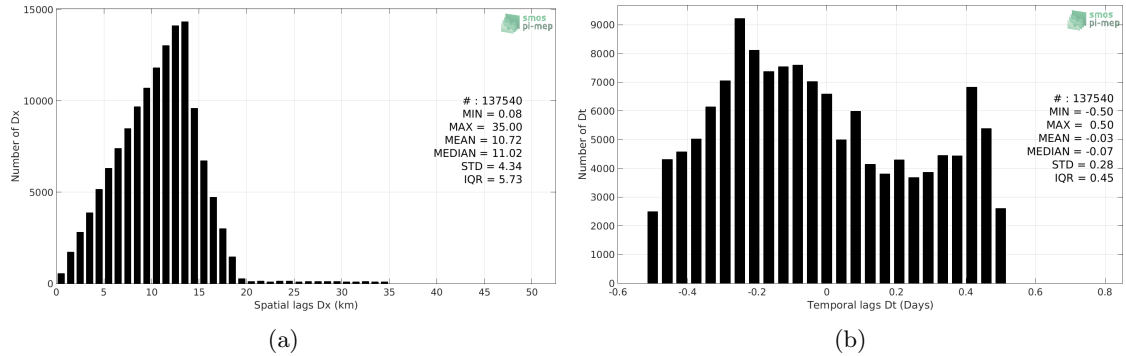 15000
10000
5000
0
Number of Dx
0 5 10 15 20 25 30 35 40 45 50
Spatial lags Dx (km)
smos
pi-mep
# : 137540
MIN = 0.08
MAX = 35.00
MEAN = 10.72
MEDIAN = 11.02
STD = 4.34
IQR = 5.73
(a)
9000
8000
7000
6000
5000
4000
3000
2000
1000
0
Number of Dt
-0.6 -0.4 -0.2 0 0.2 0.4 0.6 0.8
Temporal lags Dt (Days)
smos
pi-mep
# : 137540
MIN = -0.50
MAX = 0.50
MEAN = -0.03
MEDIAN = -0.07
STD = 0.28
IQR = 0.45
(b)